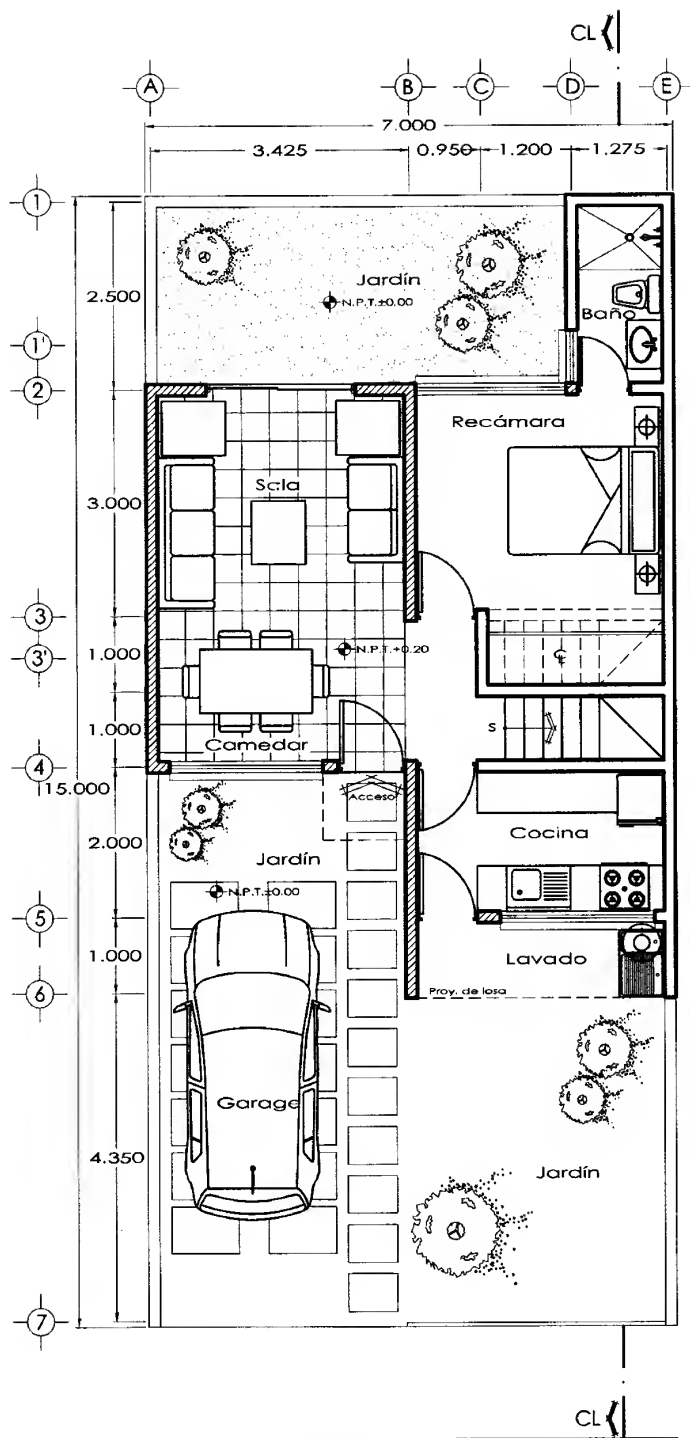 CL
A B C D E
7.000
3.425 0.950 1.200 1.275
1
2.500
Jardín
N.P.T.±0.00
Baño
1'
2
Recámara
Sala
3.000
3
3'
1.000
N.P.T.+0.20
1.000
S
Camedar
4
15.000
Acceso
Cocina
2.000
Jardín
N.P.T.±0.00
5
1.000
Lavado
6
Proy. de losa
Garage
4.350
Jardín
7
CL